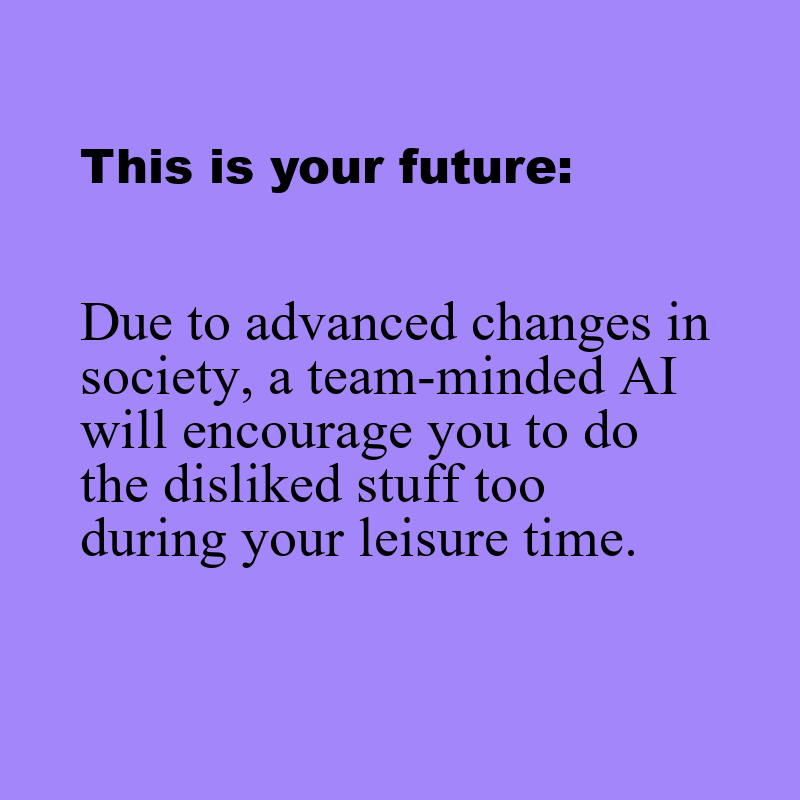 This is your future:
Due to advanced changes in
society, a team-minded AI
will encourage you to do
the disliked stuff too
during your leisure time.